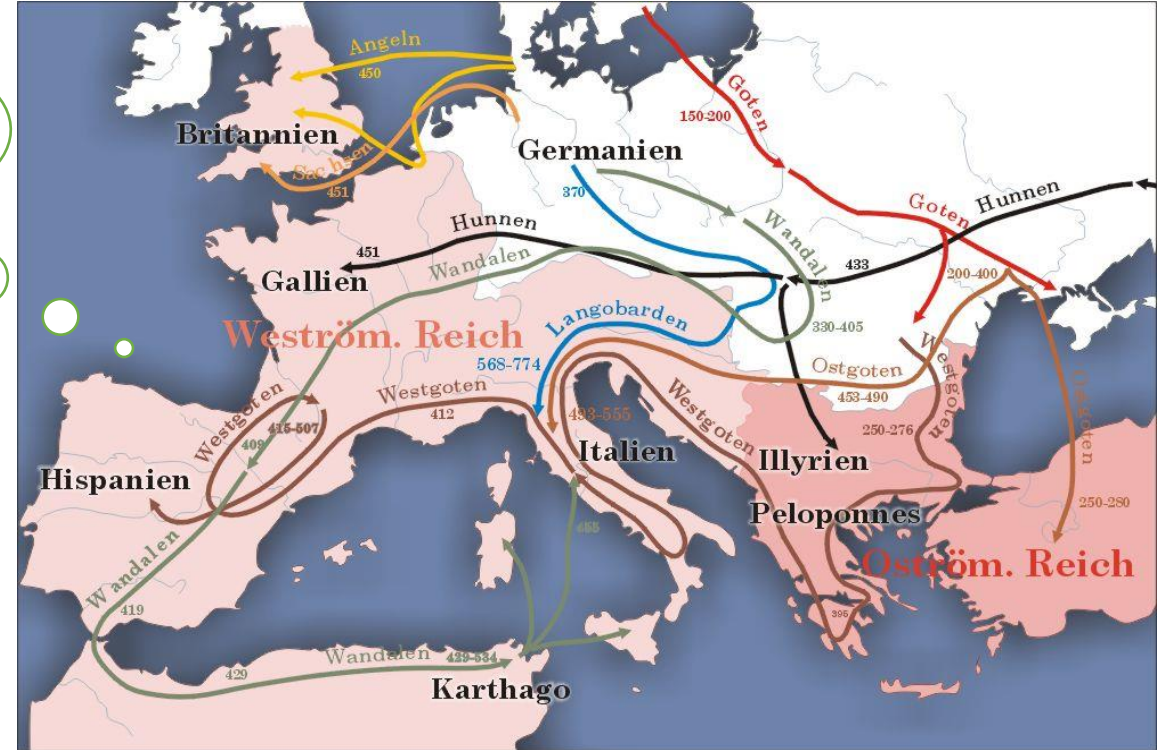 Angeln
450
Britannien
Sachsen
451
Germanien
370
Goten
150-200
Wandalen
330-405
Goten
Hunnen
433
200-400
Hunnen
451
Gallien
Wandalen
Weström. Reich
Langobarden
568-774
Ostgoten
453-490
Westgoten
250-276
Ostgoten
250-280
Westgoten
415-507
409
Westgoten
412
493-555
Italien
Westgoten
Illyrien
Peloponnes
Oström. Reich
395
Hispanien
Wandalen
419
455
429
Wandalen
429-534
Karthago